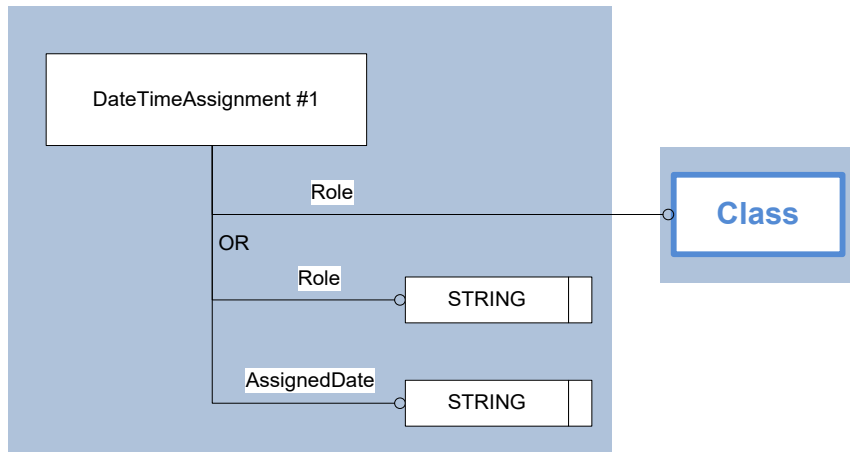 DateTimeAssignment #1
Role
Class
OR
Role
STRING
AssignedDate
STRING